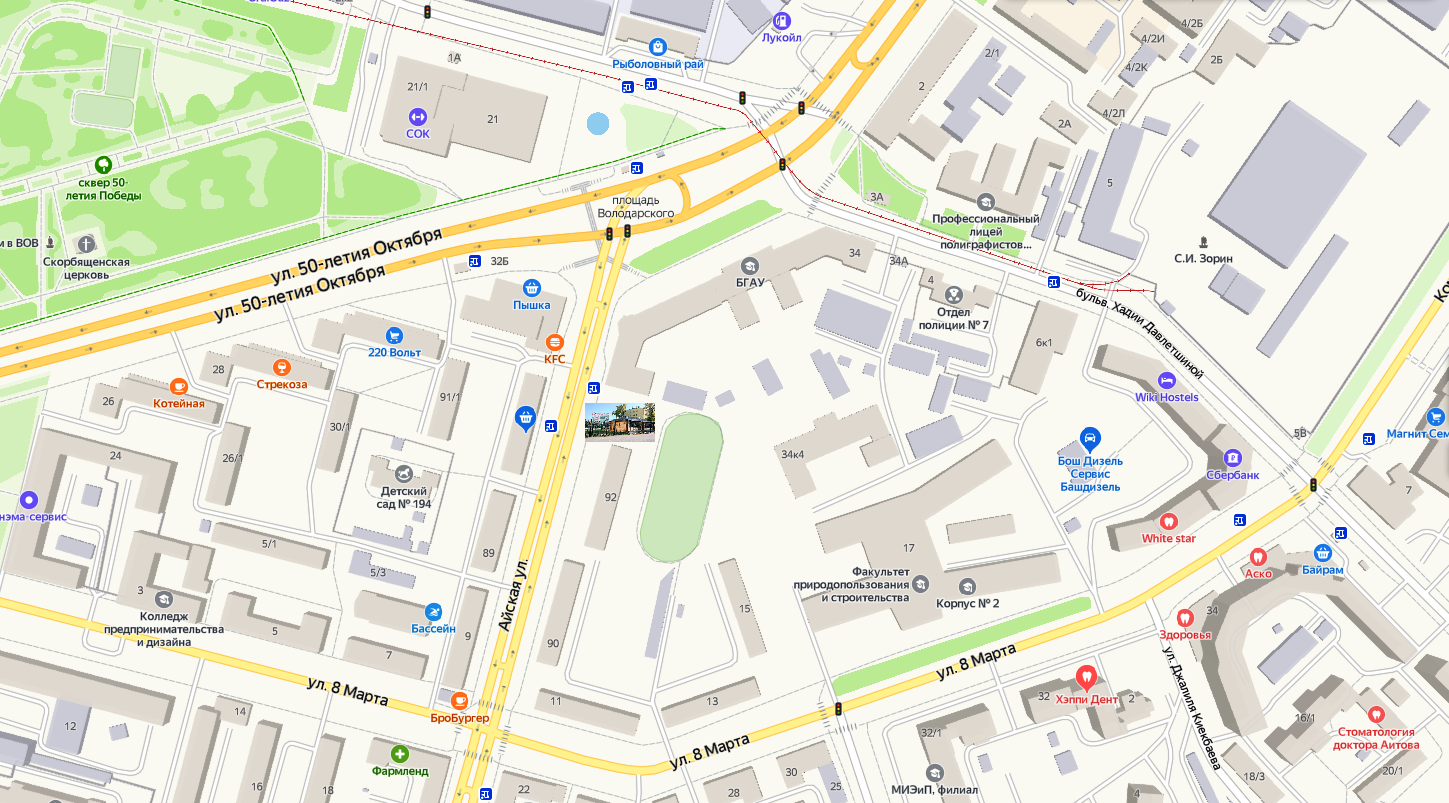 1А
21/1
21
СОК
Рыболовный рай
Лукойл
4/2Б
4/2И
2Б
4/2К
2/1
2
4/2Л
2А
5
3А
сквер 50-
летия Победы
м в ВОВ
Скорбященская
церковь
площадь
Володарского
Профессиональный
лицей
полиграфистов...
С.И. Зорин
ул. 50-летия Октября
ул. 50-летия Октября
32Б
Пышка
БГАУ
34
34А
4
Отдел
полиции № 7
бульв. Хадии Давлетшиной
6к1
220 Вольт
KFC
28
Стрекоза
26
Котейная
91/1
30/1
26/1
24
Wiki Hostels
5В
Магнит Сем
Бош Дизель
Сервис
Башдизель
Сбербанк
34к4
92
Детский
сад № 194
7
White star
нэма-сервис
5/1
89
5/3
17
Факультет
природопользования
и строительства
Корпус № 2
Аско
Байрам
3
Колледж
предпринимательства
и дизайна
5
Бассейн
9
Айская ул.
15
90
7
34
Здоровья
ул. 8 Марта
ул. 8 Марта
ул. 8 Марта
ул. Джалиля Киекбаева
11
13
32
Хэппи Дент
2
БроБургер
14
12
32/1
16/1
Стоматология
доктора Аитова
Фармленд
МИЭиП, филиал
16
18
22
28
30
25
18/3
20/1